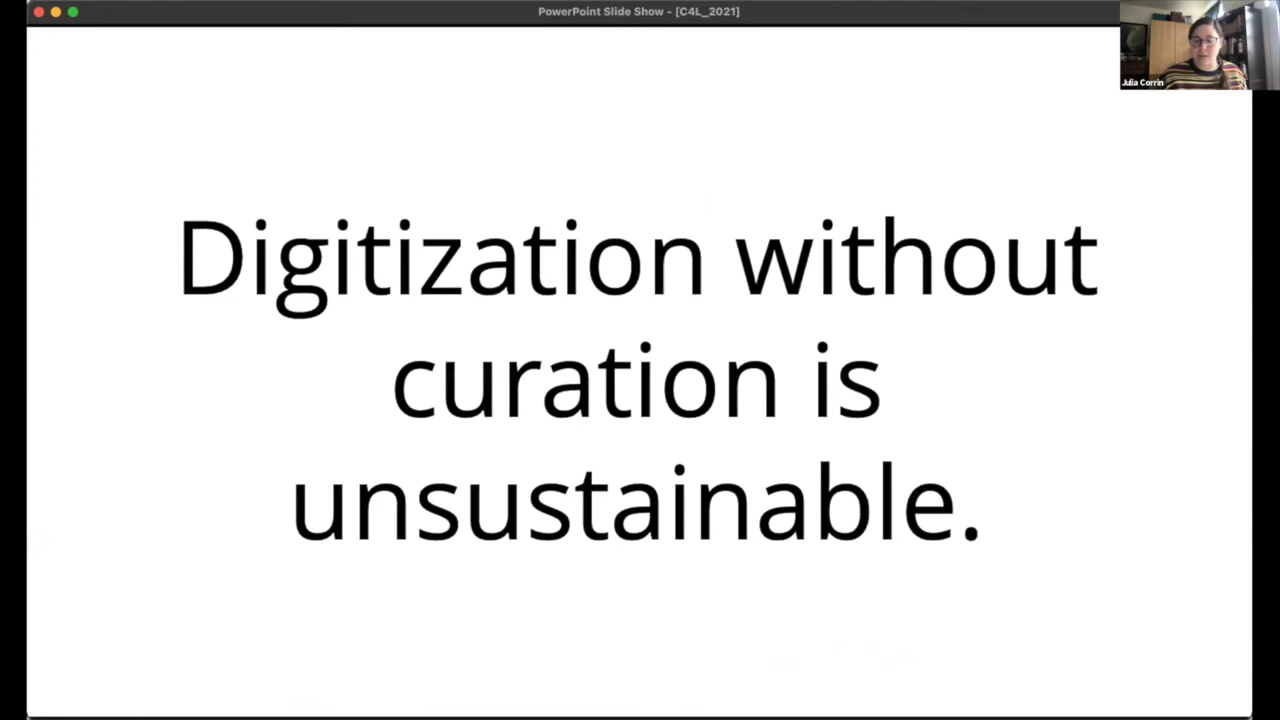 PowerPoint Slide Show - [C4L_2021]
Julia Corrin
Digitization without
curation is
unsustainable.